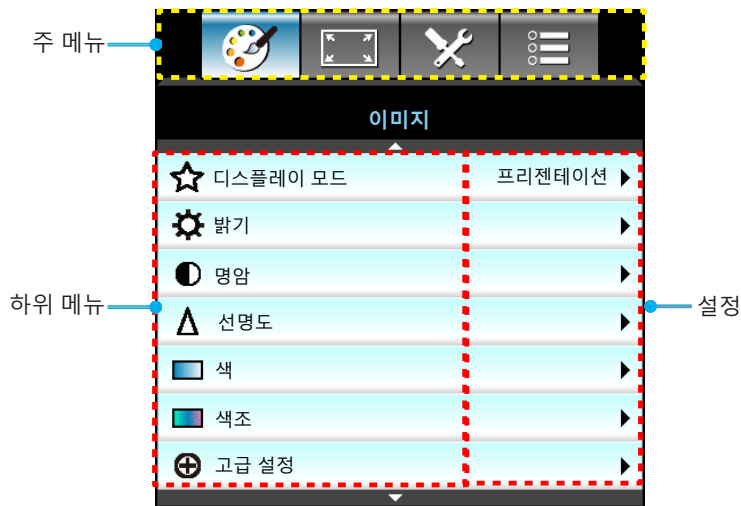 주 메뉴
이미지
디스플레이 모드 프리젠테이션
밝기
명암
하위 메뉴
선명도
설정
색
색조
고급 설정